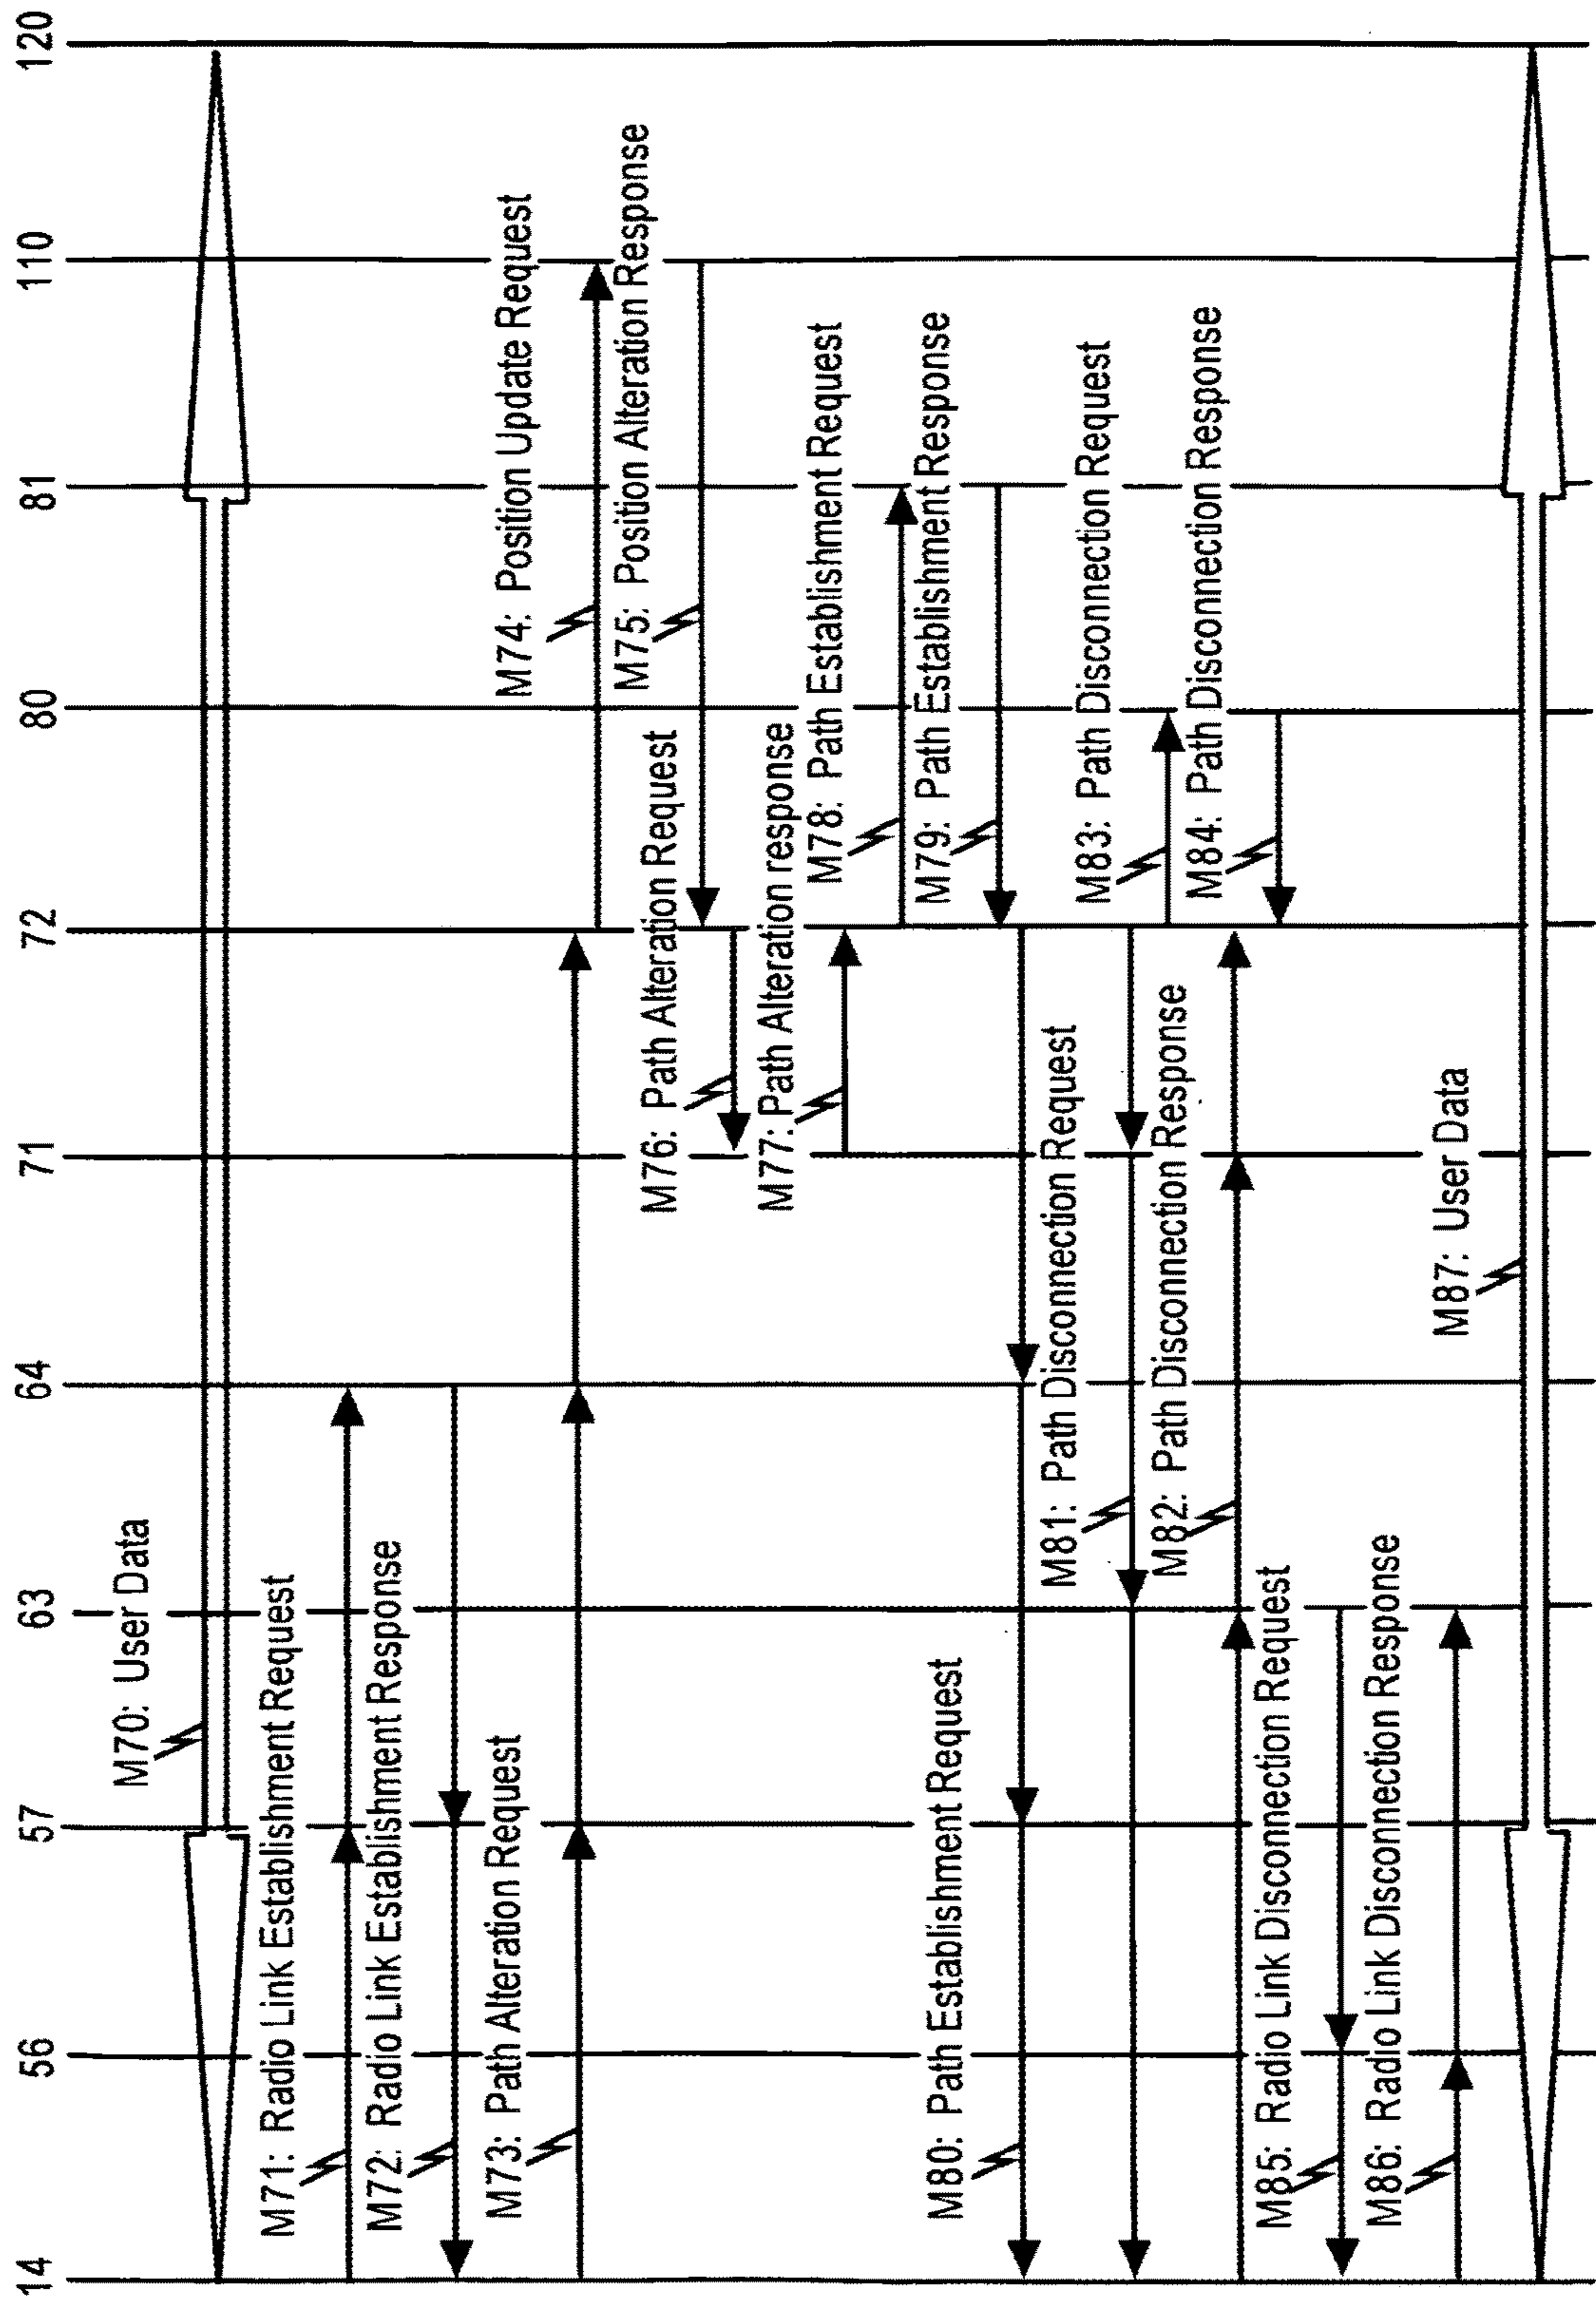 14
56
57
63
64
71
72
80
81
110
120
M70: User Data
M71: Radio Link Establishment Request
M72: Radio Link Establishment Response
M73: Path Alteration Request
M74: Position Update Request
M75: Position Alteration Response
M76: Path Alteration Request
M77: Path Alteration response
M78: Path Establishment Request
M79: Path Establishment Response
M80: Path Establishment Request
M81: Path Disconnection Request
M82: Path Disconnection Response
M83: Path Disconnection Request
M84: Path Disconnection Response
M85: Radio Link Disconnection Request
M86: Radio Link Disconnection Response
M87: User Data